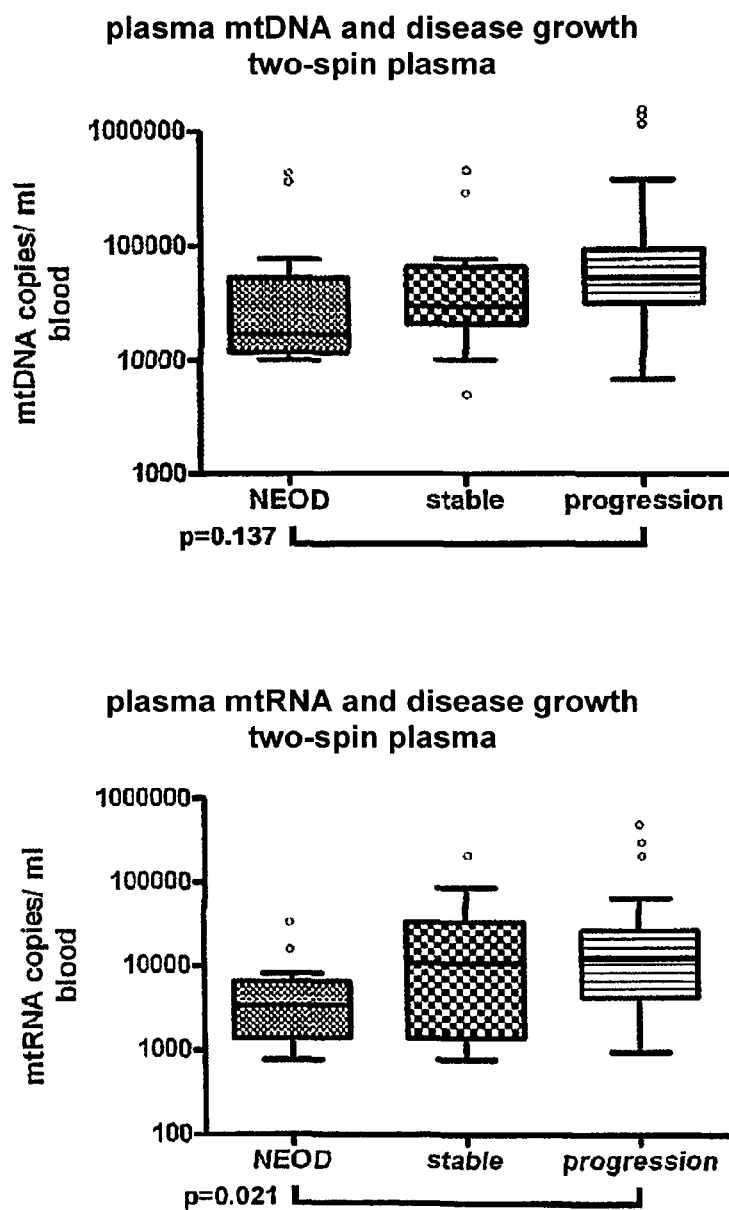 plasma mtDNA and disease growth
two-spin plasma
mtDNA copies/ ml
blood
1000000
100000
10000
1000
NEOD
stable
progression
p=0.137
plasma mtRNA and disease growth
two-spin plasma
mtRNA copies/ ml
blood
1000000
100000
10000
1000
100
NEOD
stable
progression
p=0.021